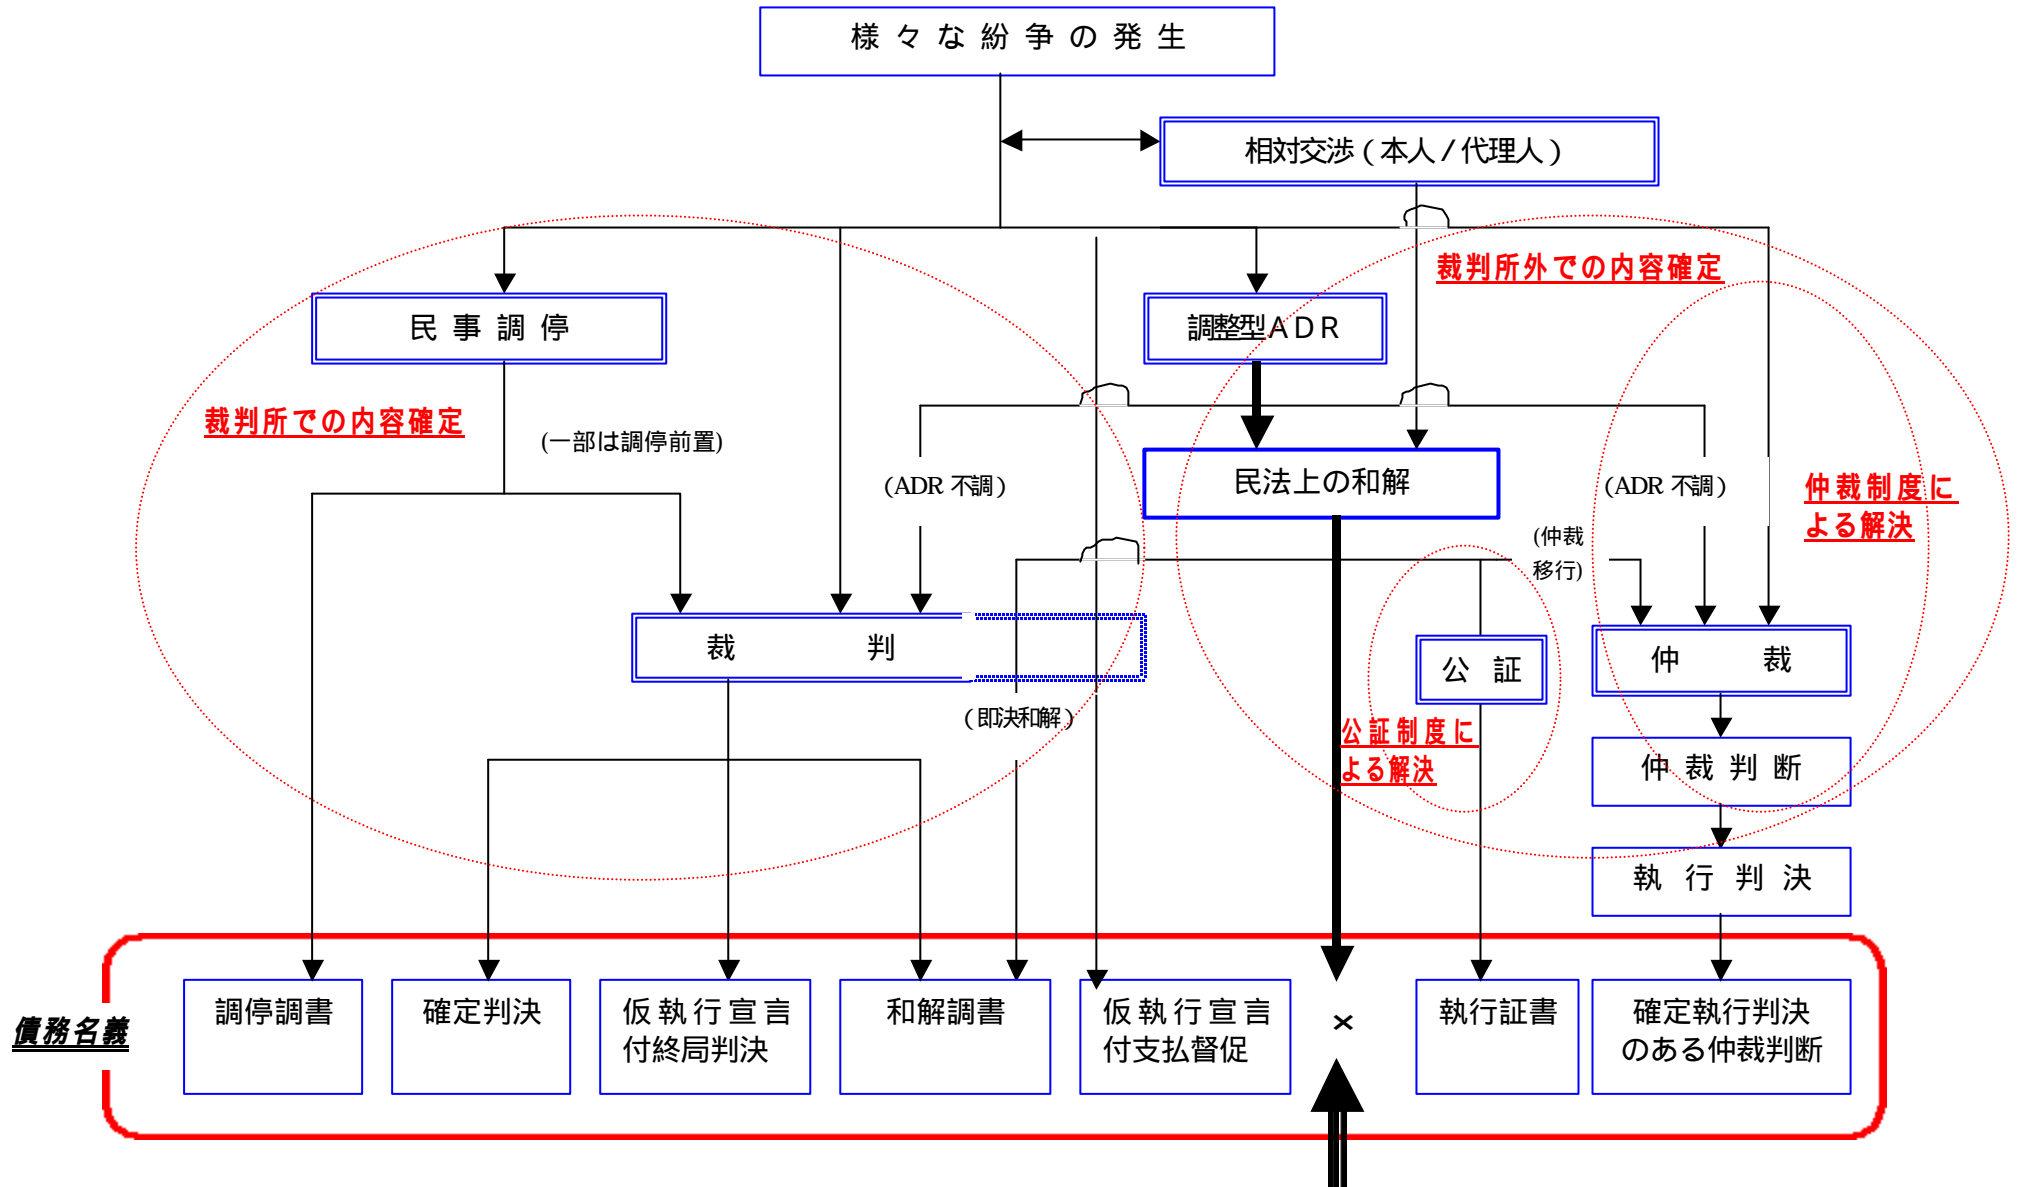 様々な紛争の発生
相対交渉（本人／代理人）
裁判所外での内容確定
民事調停
調整型ＡＤＲ
裁判所での内容確定
(一部は調停前置)
（ADR 不調）
民法上の和解
（ADR 不調）
仲裁制度に
よる解決
(仲裁
移行)
裁判
公証
仲裁
（即決和解）
公証制度に
よる解決
仲裁判断
執行判決
債務名義
調停調書
確定判決
仮執行宣言
付終局判決
和解調書
仮執行宣言
付支払督促
×
執行証書
確定執行判決
のある仲裁判断